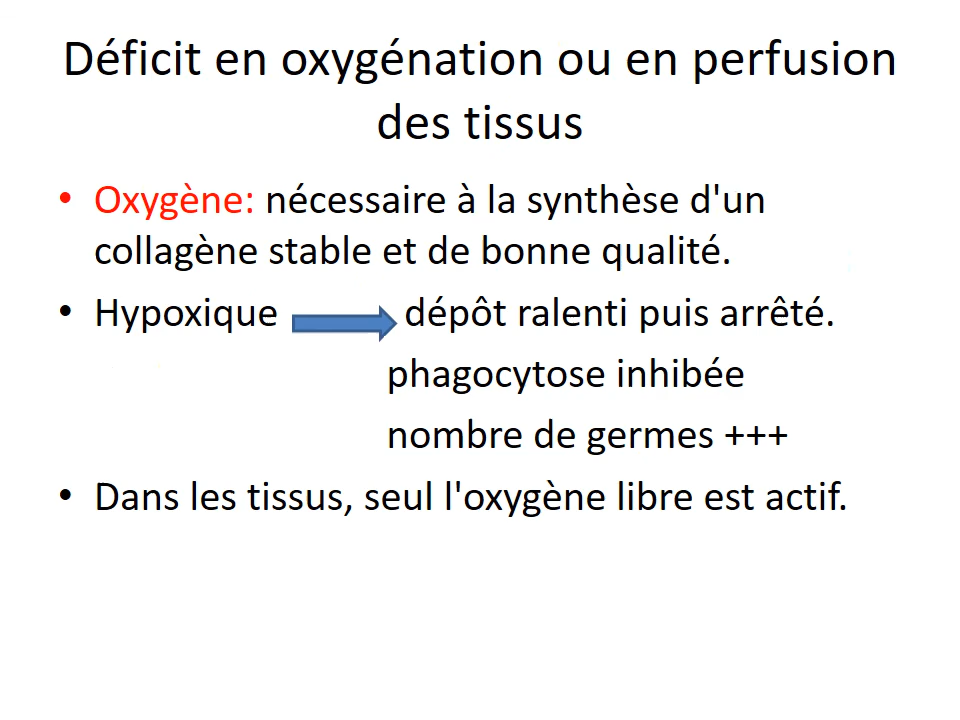 Déficit en oxygénation ou en perfusion
des tissus
• Oxygène: nécessaire à la synthèse d'un
collagène stable et de bonne qualité.
• Hypoxique dépôt ralenti puis arrêté.
phagocytose inhibée
nombre de germes +++
• Dans les tissus, seul l'oxygène libre est actif.